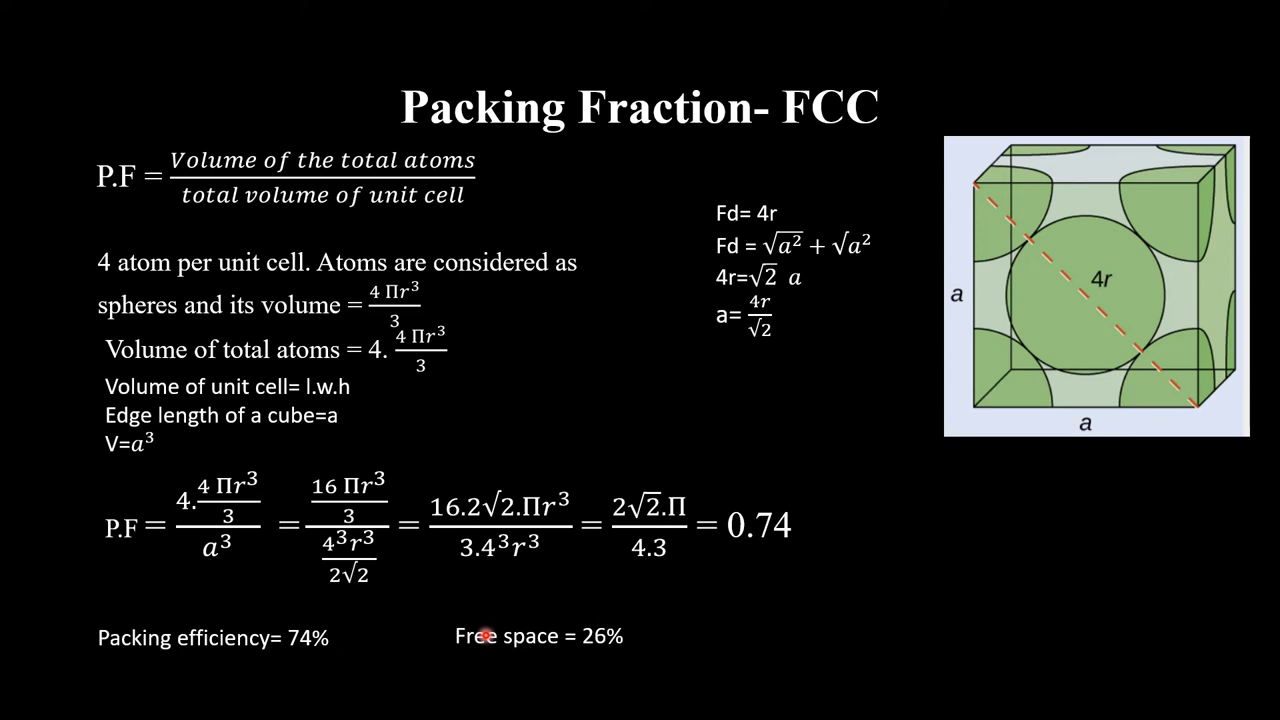 Packing Fraction- FCC
P.F = Volume of the total atoms / total volume of unit cell
4 atom per unit cell. Atoms are considered as
spheres and its volume = 4 Πr³ / 3
Volume of total atoms = 4. 4 Πr³ / 3
Volume of unit cell= l.w.h
Edge length of a cube=a
V=a³
Fd= 4r
Fd = √a² + √a²
4r=√2 a
a= 4r / √2
4r
a
a
P.F = 4. 4 Πr³ / 3 / a³ = 16 Πr³ / 3 / 4³r³ / 2√2 = 16.2√2.Πr³ / 3.4³r³ = 2√2.Π / 4.3 = 0.74
Packing efficiency= 74%
Free space = 26%